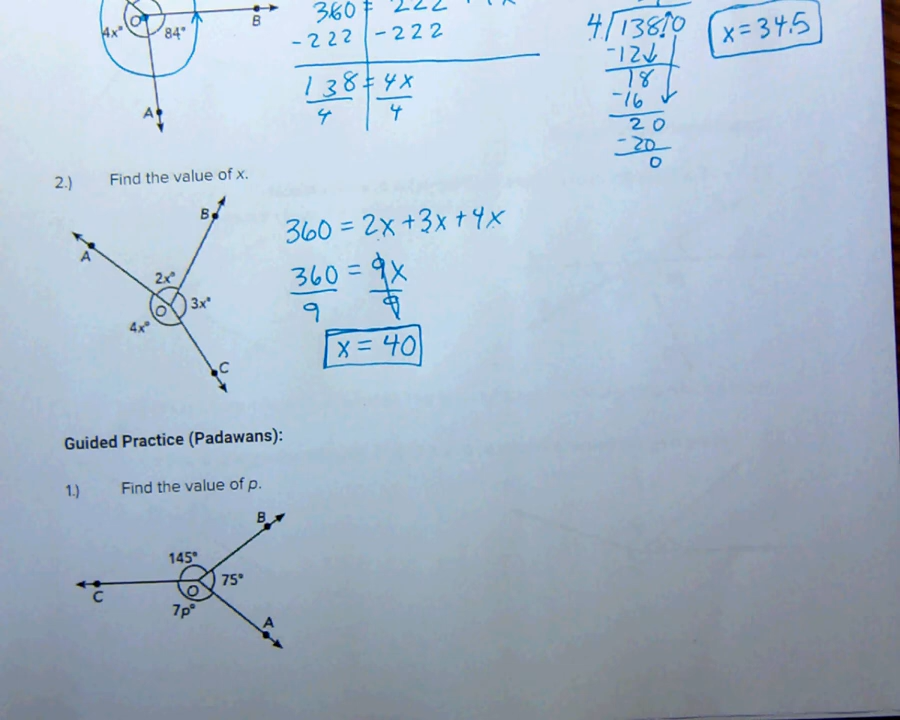 360 = 222
-222 -222
138 = 4x
4 4
4 138.0
-12
18
-16
20
-20
0
x = 34.5
4x° O 84° B
A
2.) Find the value of x.
B
A
2x°
O 3x°
4x°
C
360 = 2x + 3x + 4x
360 = 9x
9 9
x = 40
Guided Practice (Padawans):
1.) Find the value of p.
B
145°
75°
C O
7p°
A